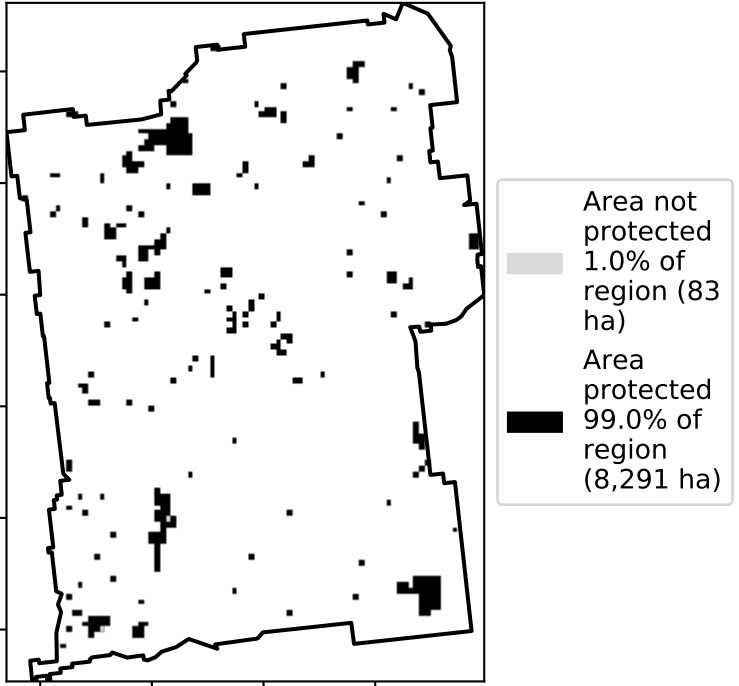 Area not
protected
1.0% of
region (83
ha)
Area
protected
99.0% of
region
(8,291 ha)